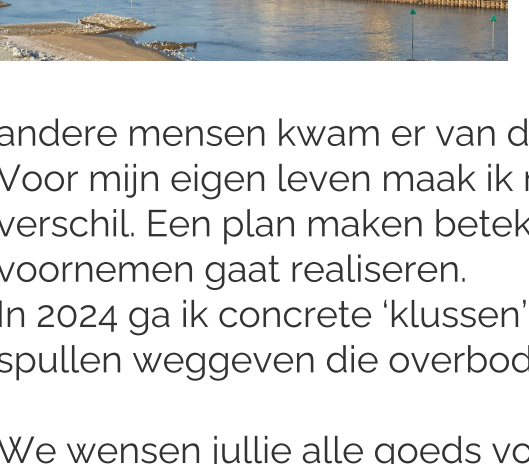 andere mensen kwam er van d
Voor mijn eigen leven maak ik
verschil. Een plan maken betek
voornemen gaat realiseren.
In 2024 ga ik concrete ‘klussen’
spullen weggeven die overbod
We wensen jullie alle goeds vo